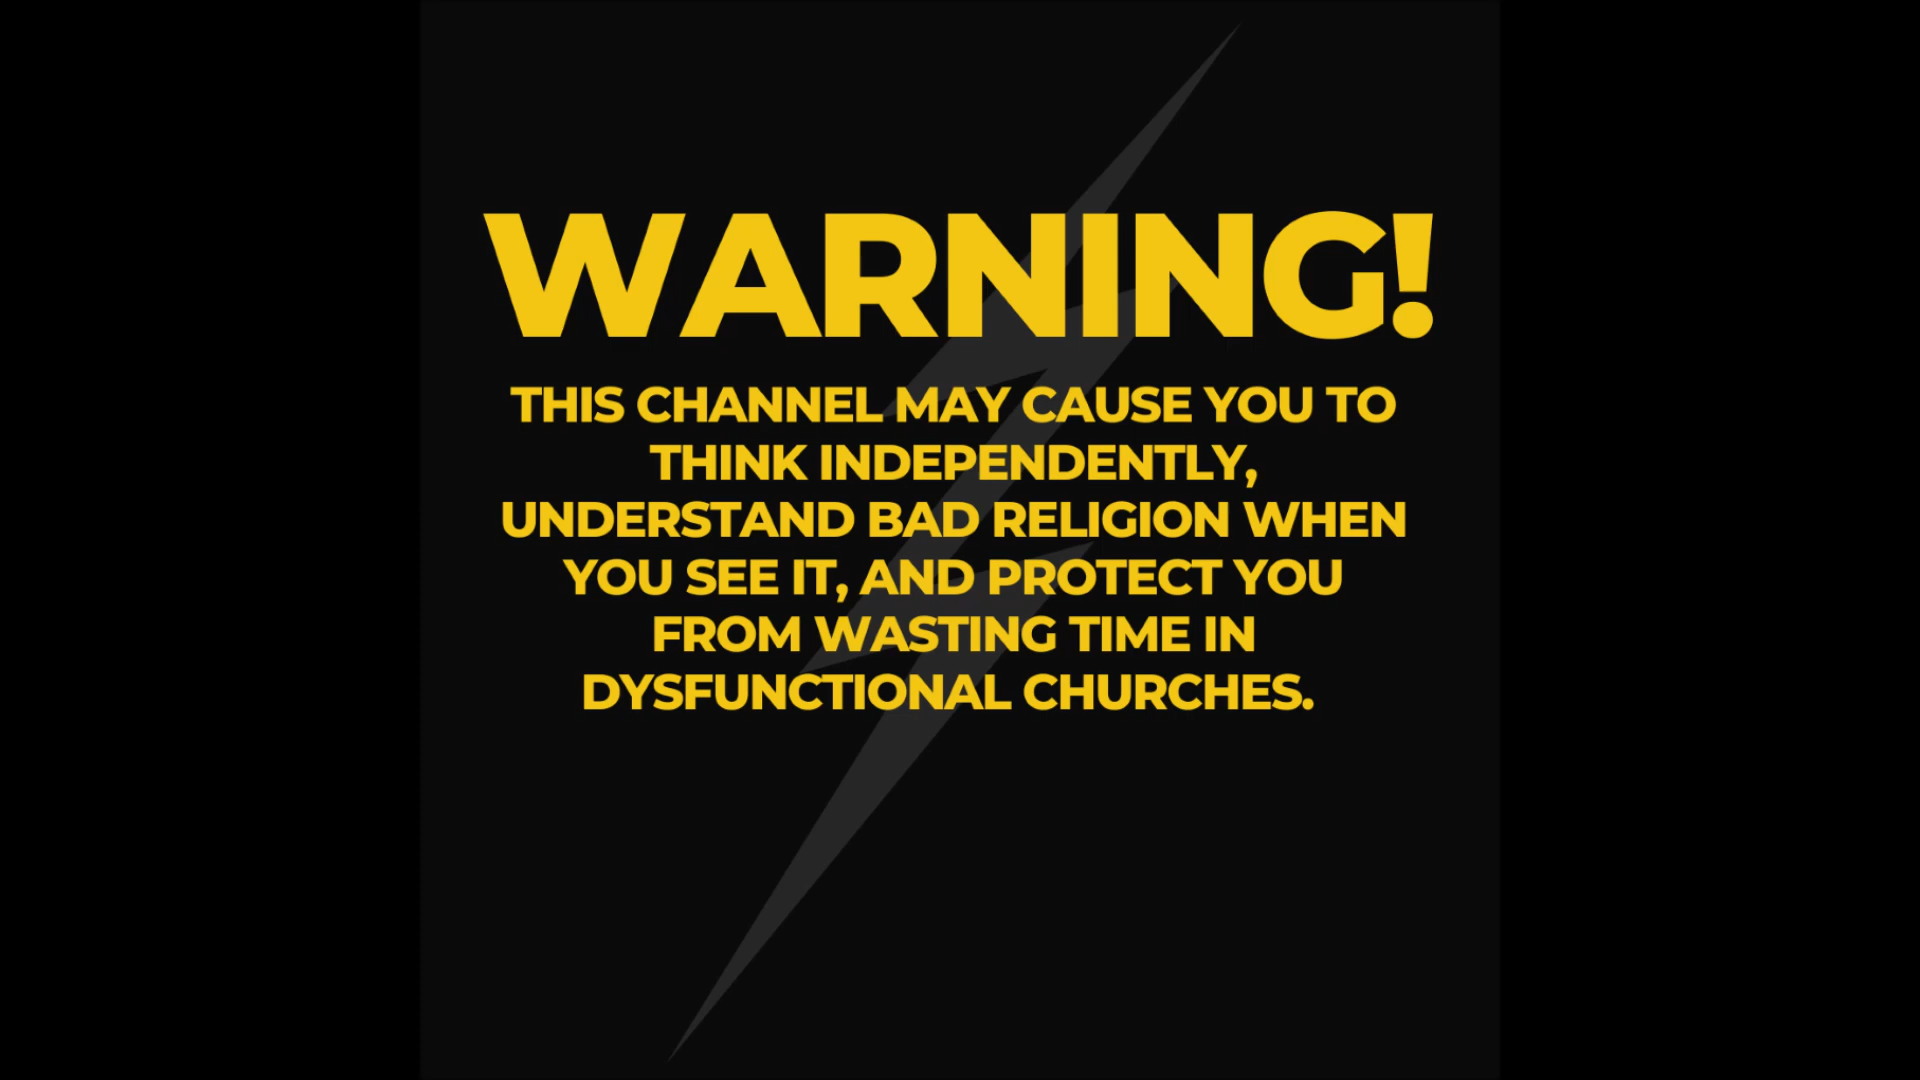 WARNING!
THIS CHANNEL MAY CAUSE YOU TO
THINK INDEPENDENTLY,
UNDERSTAND BAD RELIGION WHEN
YOU SEE IT, AND PROTECT YOU
FROM WASTING TIME IN
DYSFUNCTIONAL CHURCHES.